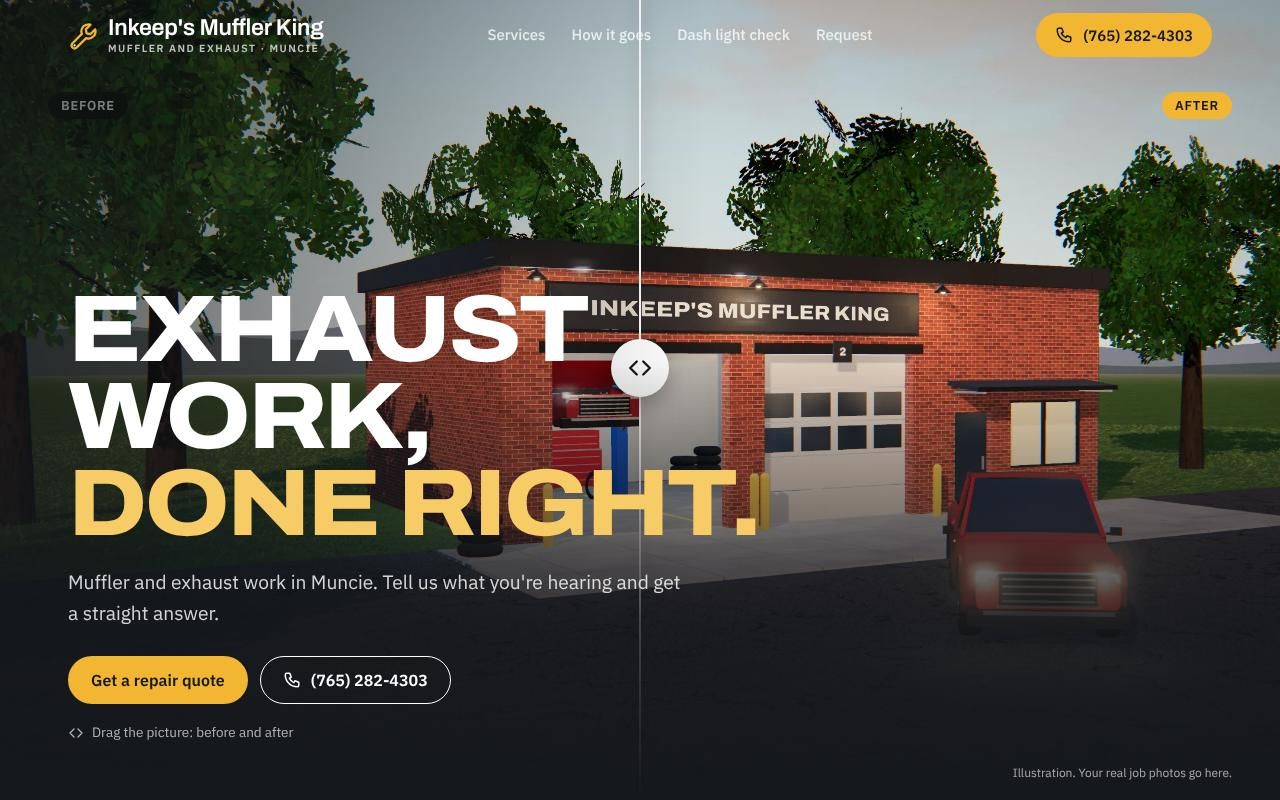 Inkeep's Muffler King
MUFFLER AND EXHAUST · MUNCIE
Services
How it goes
Dash light check
Request
(765) 282-4303
BEFORE
AFTER
INKEEP'S MUFFLER KING
2
EXHAUST
WORK,
DONE RIGHT.
Muffler and exhaust work in Muncie. Tell us what you're hearing and get
a straight answer.
Get a repair quote
(765) 282-4303
Drag the picture: before and after
Illustration. Your real job photos go here.